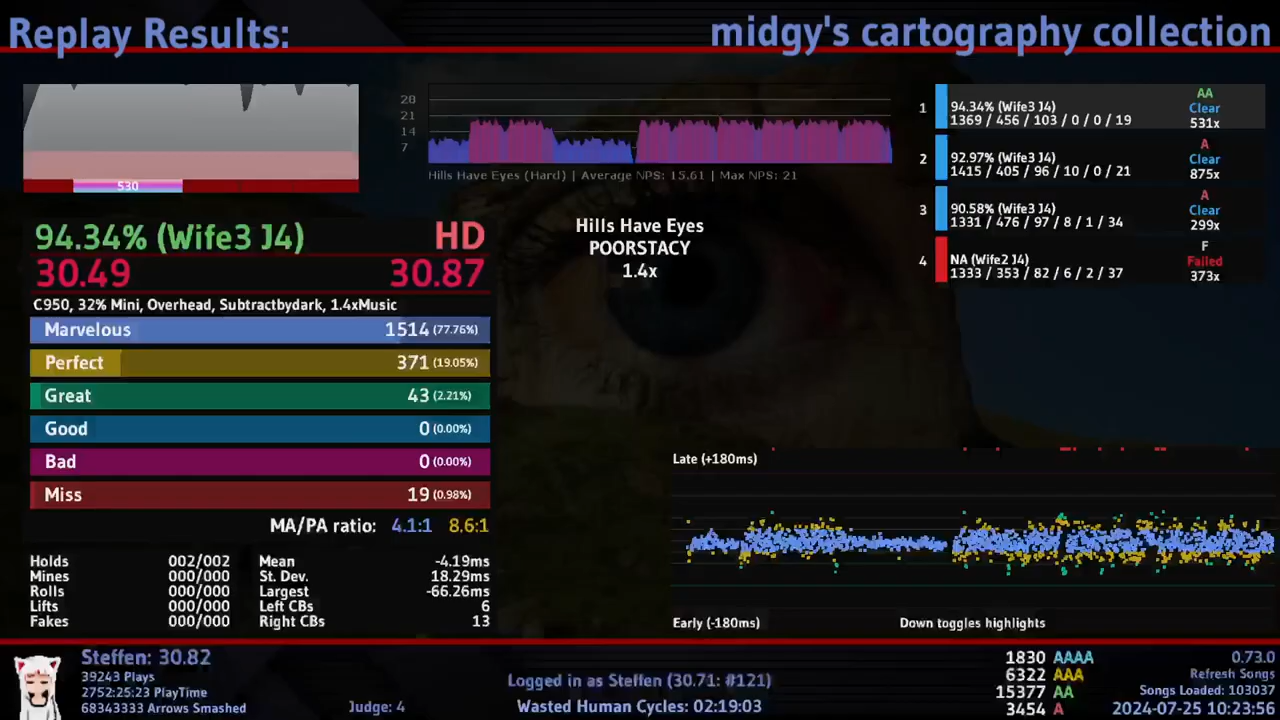 Replay Results:
midgy's cartography collection
530
28
21
14
7
Hills Have Eyes (Hard) | Average NPS: 15.61 | Max NPS: 21
1 94.34% (Wife3 J4) AA
1369 / 456 / 103 / 0 / 0 / 19 Clear 531x
2 92.97% (Wife3 J4) A
1415 / 405 / 96 / 10 / 0 / 21 Clear 875x
3 90.58% (Wife3 J4) A
1331 / 476 / 97 / 8 / 1 / 34 Clear 299x
4 NA (Wife2 J4) F
1333 / 353 / 82 / 6 / 2 / 37 Failed 373x
94.34% (Wife3 J4) HD
30.49 30.87
Hills Have Eyes
POORSTACY
1.4x
C950, 32% Mini, Overhead, Subtractbydark, 1.4xMusic
Marvelous 1514 (77.76%)
Perfect 371 (19.05%)
Great 43 (2.21%)
Good 0 (0.00%)
Bad 0 (0.00%)
Miss 19 (0.98%)
MA/PA ratio: 4.1:1 8.6:1
Holds 002/002 Mean -4.19ms
Mines 000/000 St. Dev. 18.29ms
Rolls 000/000 Largest -66.26ms
Lifts 000/000 Left CBs 6
Fakes 000/000 Right CBs 13
Late (+180ms)
Early (-180ms) Down toggles highlights
Steffen: 30.82
39243 Plays
2752:25:23 PlayTime
68343333 Arrows Smashed
Judge: 4
Logged in as Steffen (30.71: #121)
Wasted Human Cycles: 02:19:03
1830 AAAA
6322 AAA
15377 AA
3454 A
0.73.0
Refresh Songs
Songs Loaded: 103037
2024-07-25 10:23:56